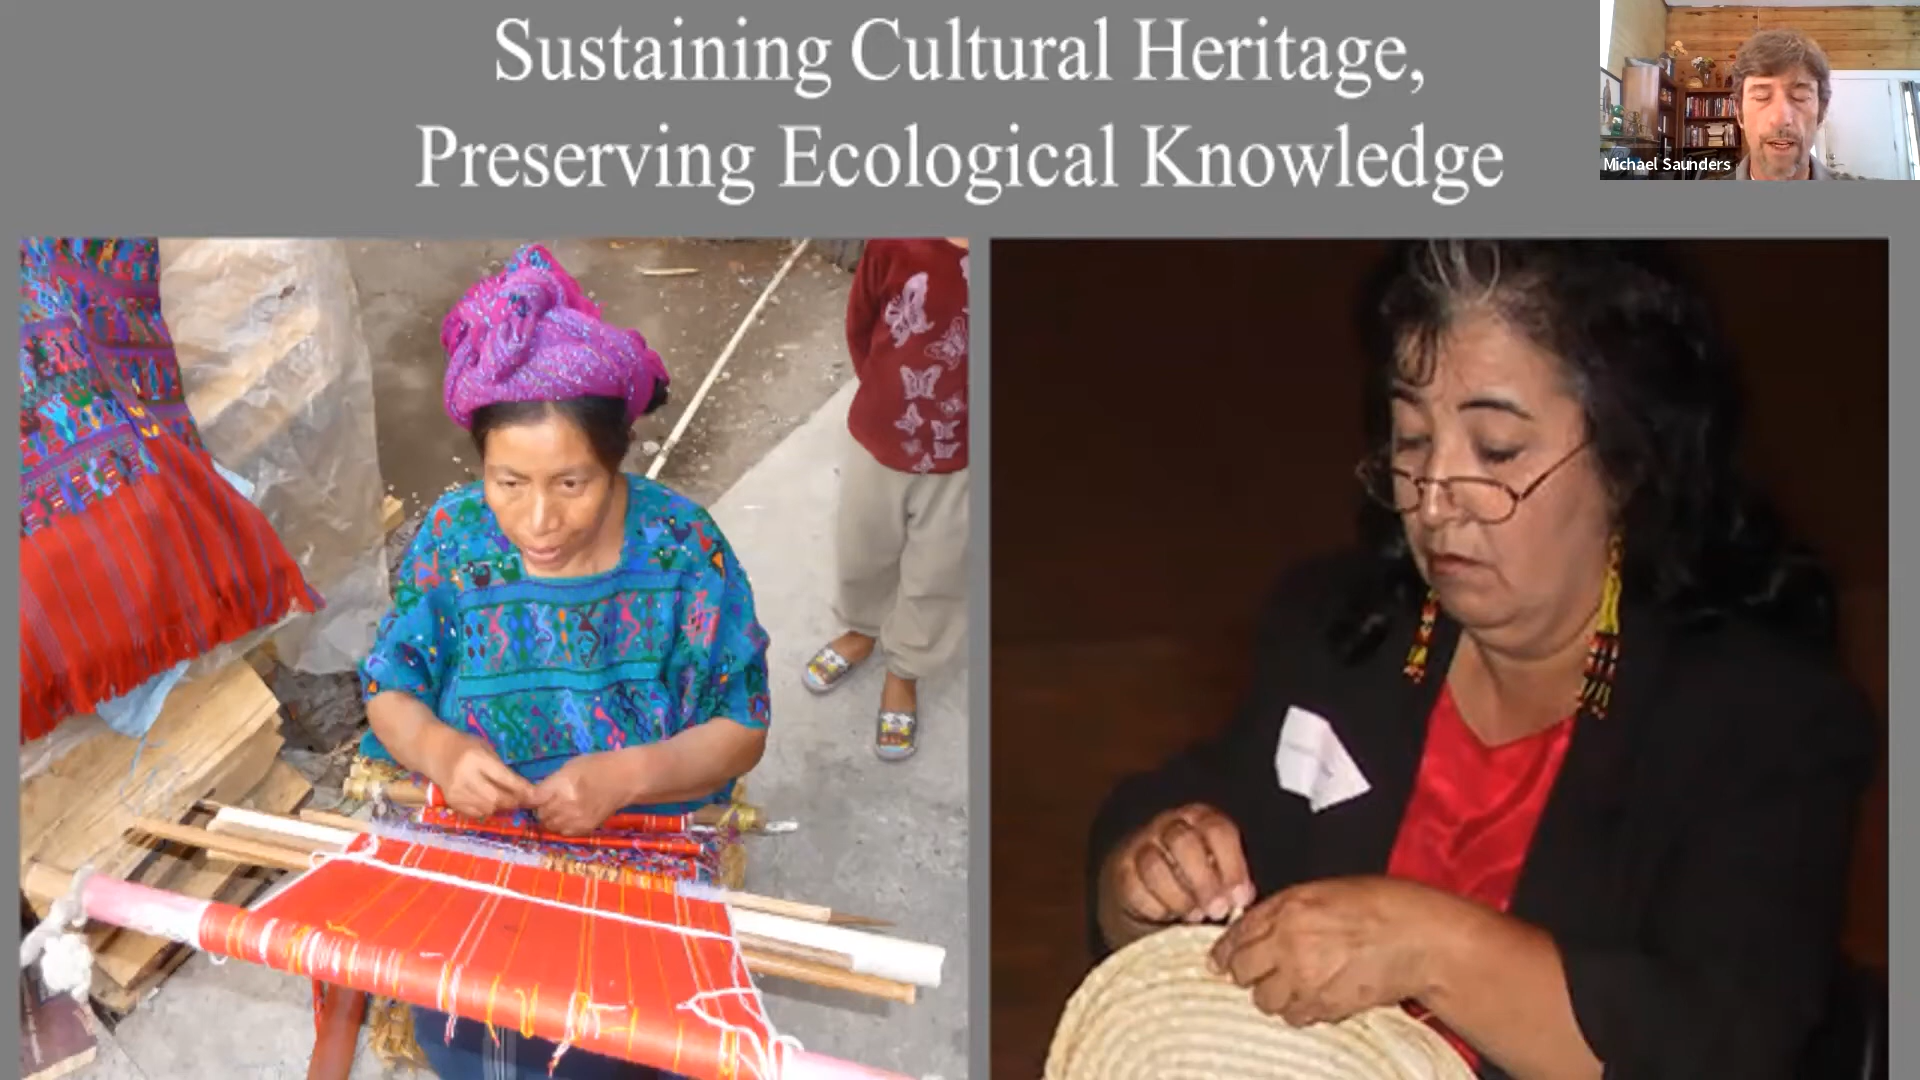 Sustaining Cultural Heritage,
Preserving Ecological Knowledge
Michael Saunders